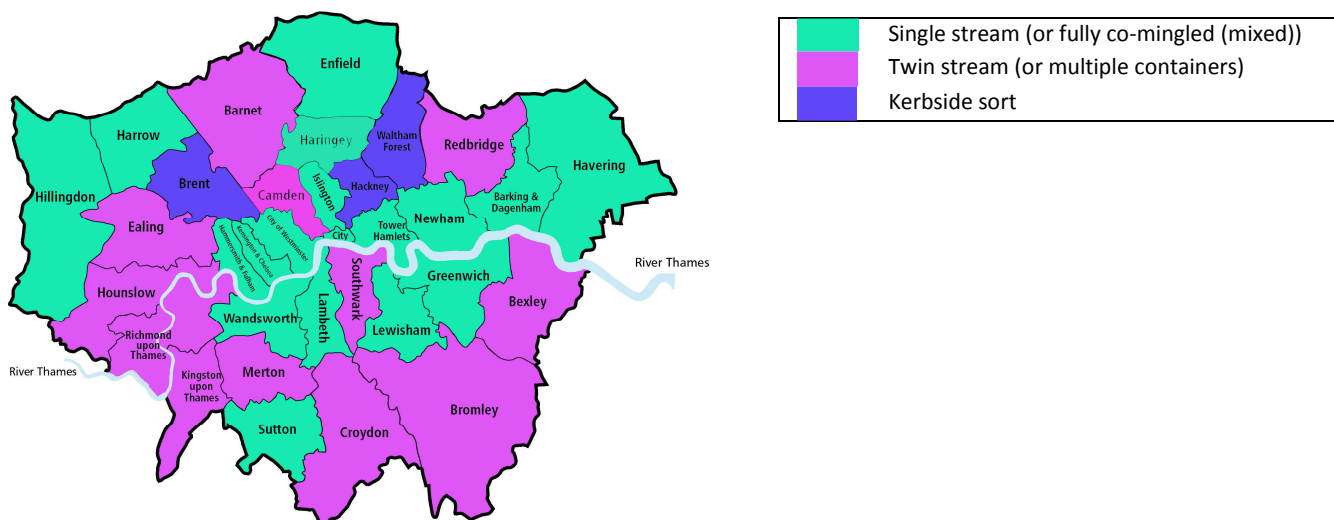 Enfield
Barnet
Harrow
Haringey
Waltham
Forest
Redbridge
Havering
Hillingdon
Brent
Camden
Islington
Hackney
Barking &
Dagenham
Ealing
City of Westminster
Kensington & Chelsea
Hammersmith & Fulham
City
Tower
Hamlets
Newham
River Thames
Hounslow
Southwark
Greenwich
Bexley
Wandsworth
Lambeth
Lewisham
Richmond
upon
Thames
River Thames
Kingston
upon
Thames
Merton
Bromley
Sutton
Croydon
Single stream (or fully co-mingled (mixed))
Twin stream (or multiple containers)
Kerbside sort